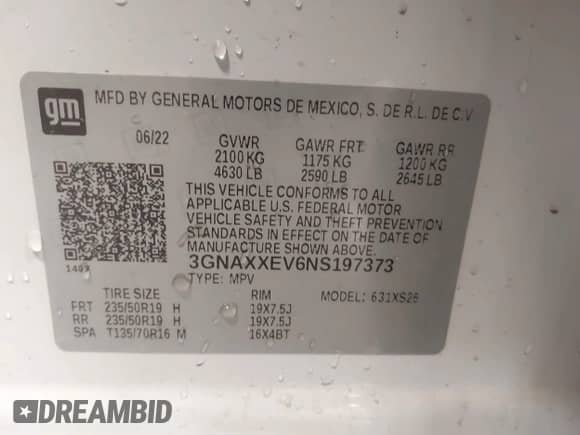 gm
MFD BY GENERAL MOTORS DE MEXICO, S. DE R.L. DE C.V
06/22 GVWR GAWR FRT GAWR RR
2100 KG 1175 KG 1200 KG
4630 LB 2590 LB 2645 LB
THIS VEHICLE CONFORMS TO ALL
APPLICABLE U.S. FEDERAL MOTOR
VEHICLE SAFETY AND THEFT PREVENTION
STANDARDS IN EFFECT ON THE DATE OF
MANUFACTURE SHOWN ABOVE.
3GNAXXEV6NS197373
TYPE: MPV MODEL: 631XS26
TIRE SIZE RIM
FRT 235/50R19 H 19X7.5J
RR 235/50R19 H 19X7.5J
SPA T135/70R16 M 16X4BT
DREAMBID